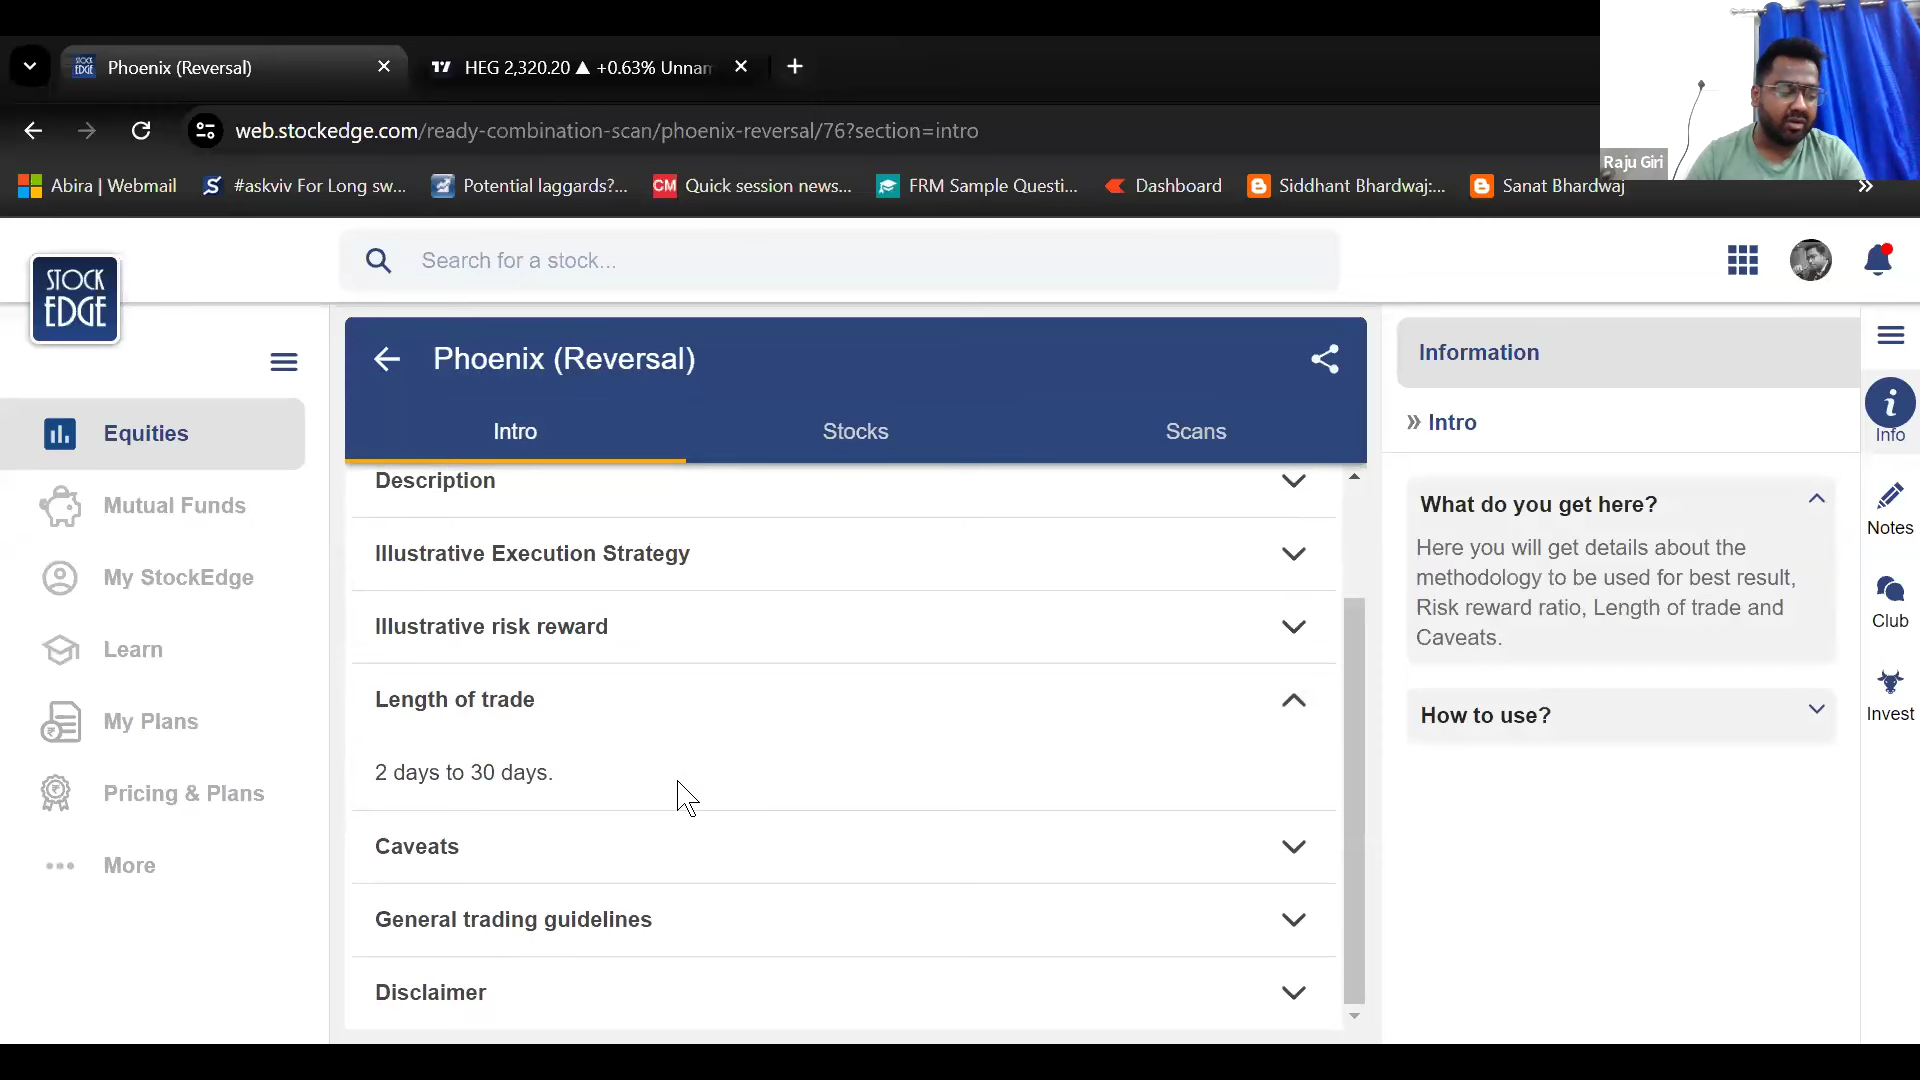 Phoenix (Reversal)
HEG 2,320.20 ▲ +0.63% Unnam
web.stockedge.com/ready-combination-scan/phoenix-reversal/76?section=intro
Raju Giri
Abira | Webmail
#askviv For Long sw...
Potential laggards?...
CM Quick session news...
FRM Sample Questi...
Dashboard
Siddhant Bhardwaj:...
Sanat Bhardwaj
STOCK
EDGE
Search for a stock...
Equities
Mutual Funds
My StockEdge
Learn
My Plans
Pricing & Plans
More
Phoenix (Reversal)
Intro
Stocks
Scans
Description
Illustrative Execution Strategy
Illustrative risk reward
Length of trade
2 days to 30 days.
Caveats
General trading guidelines
Disclaimer
Information
» Intro
What do you get here?
Here you will get details about the
methodology to be used for best result,
Risk reward ratio, Length of trade and
Caveats.
How to use?
Info
Notes
Club
Invest